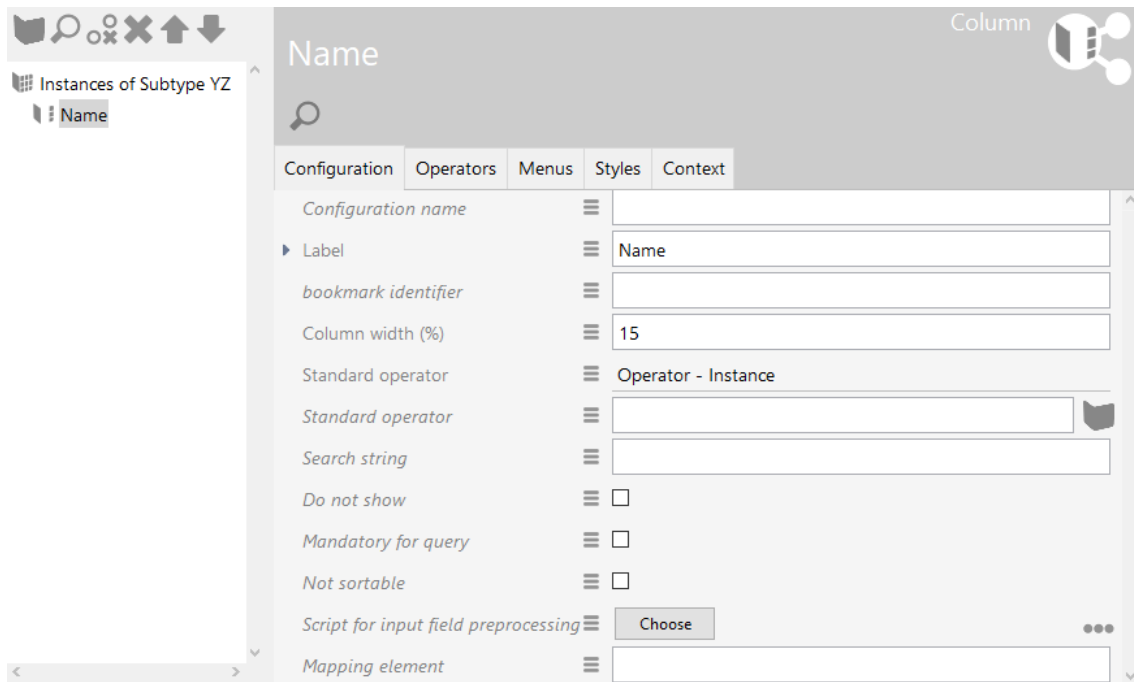 Column
Name
Instances of Subtype YZ
Name
Configuration Operators Menus Styles Context
Configuration name
Label Name
bookmark identifier
Column width (%) 15
Standard operator Operator - Instance
Standard operator
Search string
Do not show
Mandatory for query
Not sortable
Script for input field preprocessing Choose
Mapping element